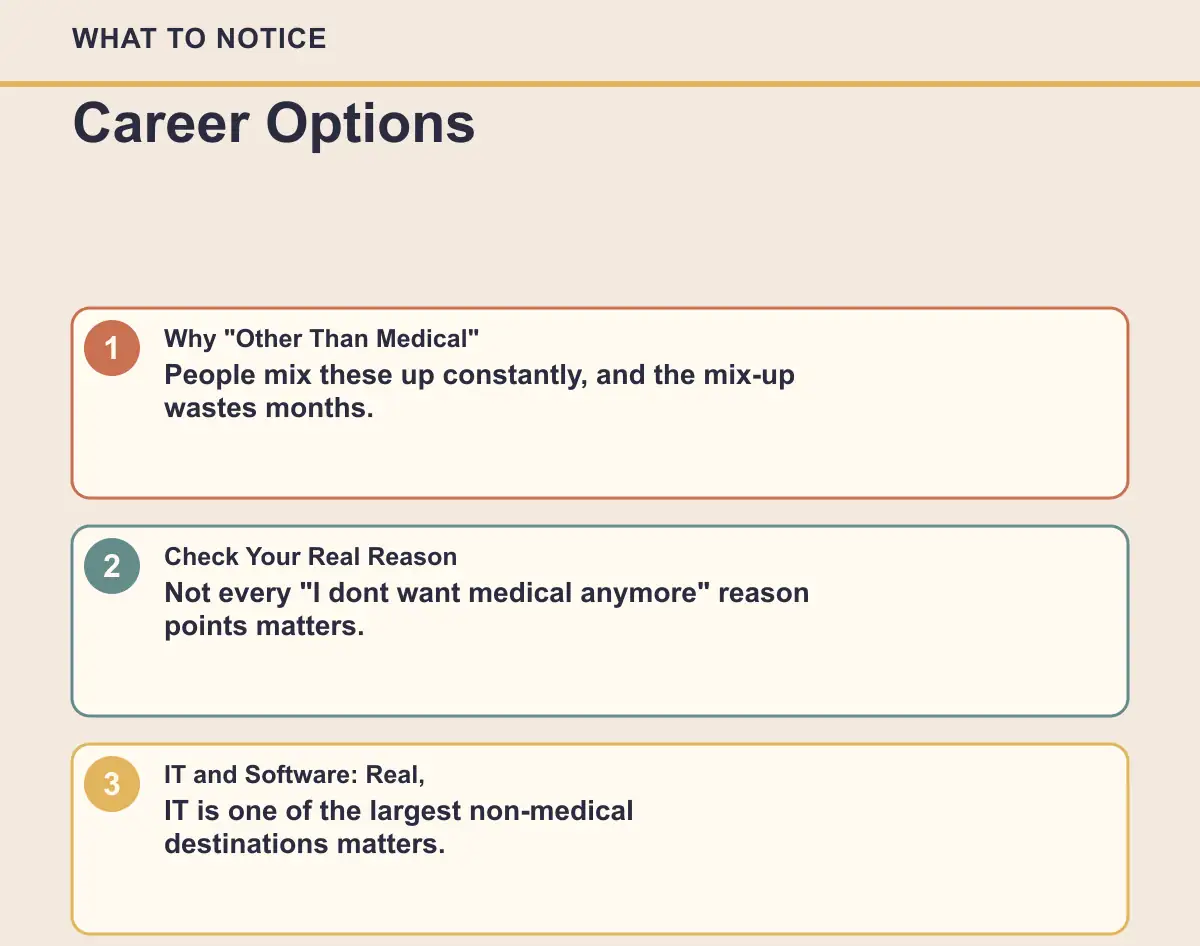 WHAT TO NOTICE
Career Options
1
Why "Other Than Medical"
People mix these up constantly, and the mix-up
wastes months.
2
Check Your Real Reason
Not every "I dont want medical anymore" reason
points matters.
3
IT and Software: Real,
IT is one of the largest non-medical
destinations matters.